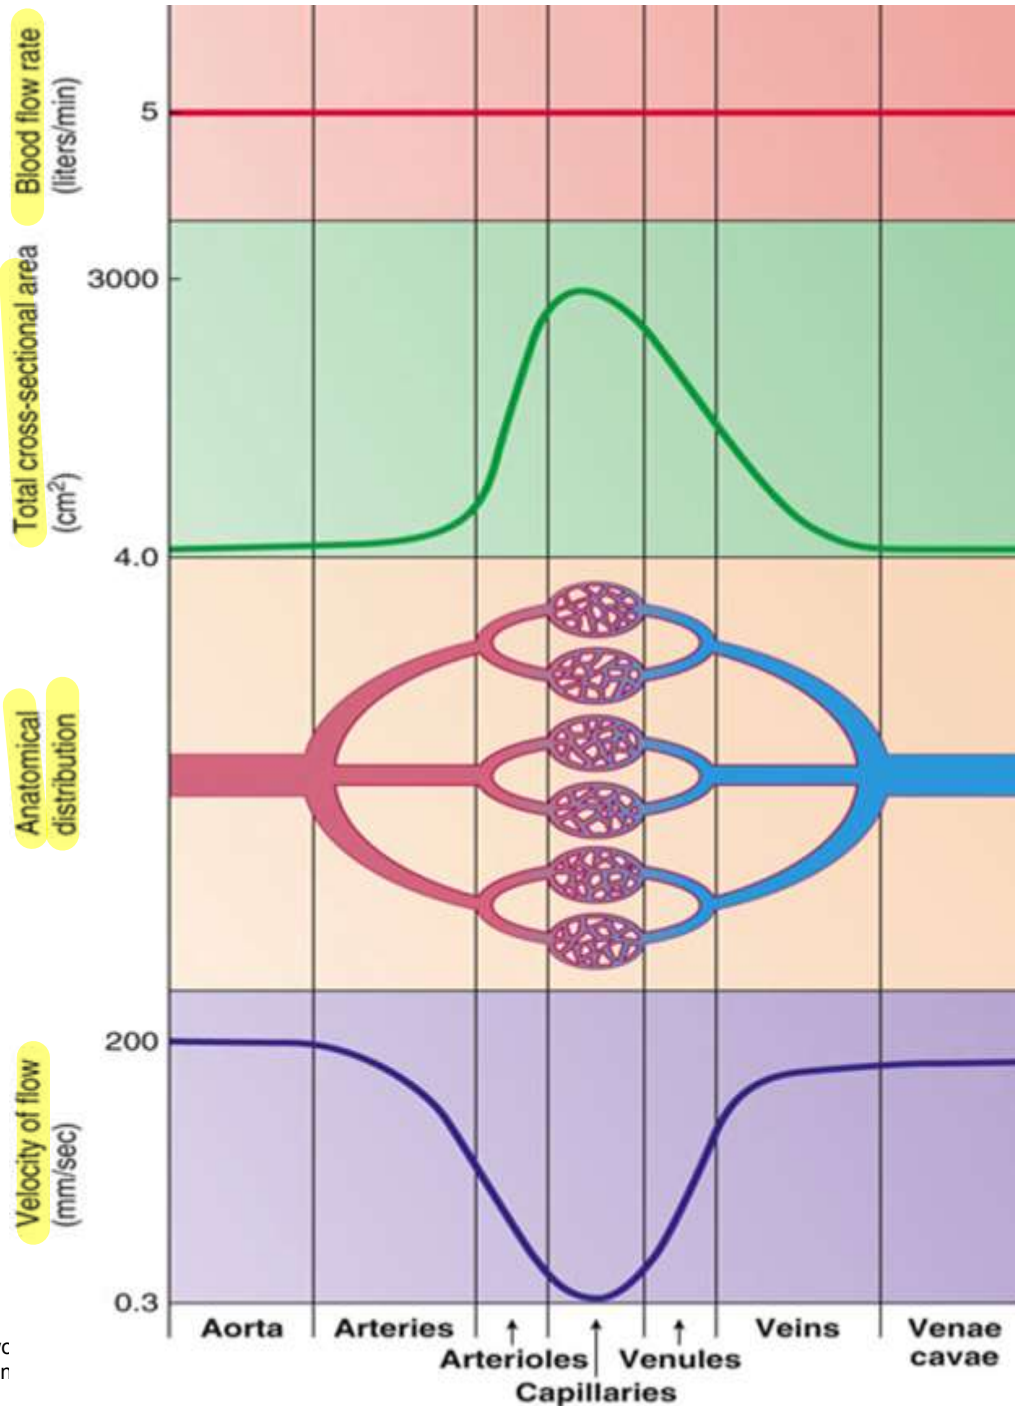 Blood flow rate
(liters/min)
5
Total cross-sectional area
(cm²)
3000
4.0
Anatomical
distribution
Velocity of flow
(mm/sec)
200
0.3
Aorta
Arteries
Arterioles
Capillaries
Venules
Veins
Venae
cavae